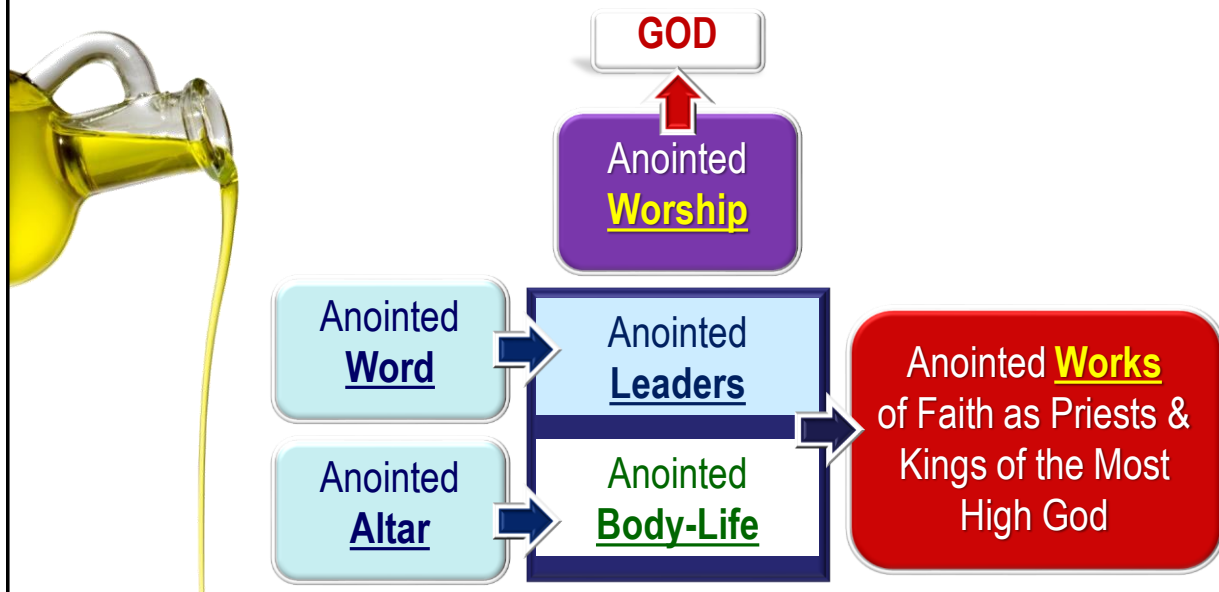 GOD
Anointed
Worship
Anointed
Word
Anointed
Leaders
Anointed
Altar
Anointed
Body-Life
Anointed Works
of Faith as Priests &
Kings of the Most
High God